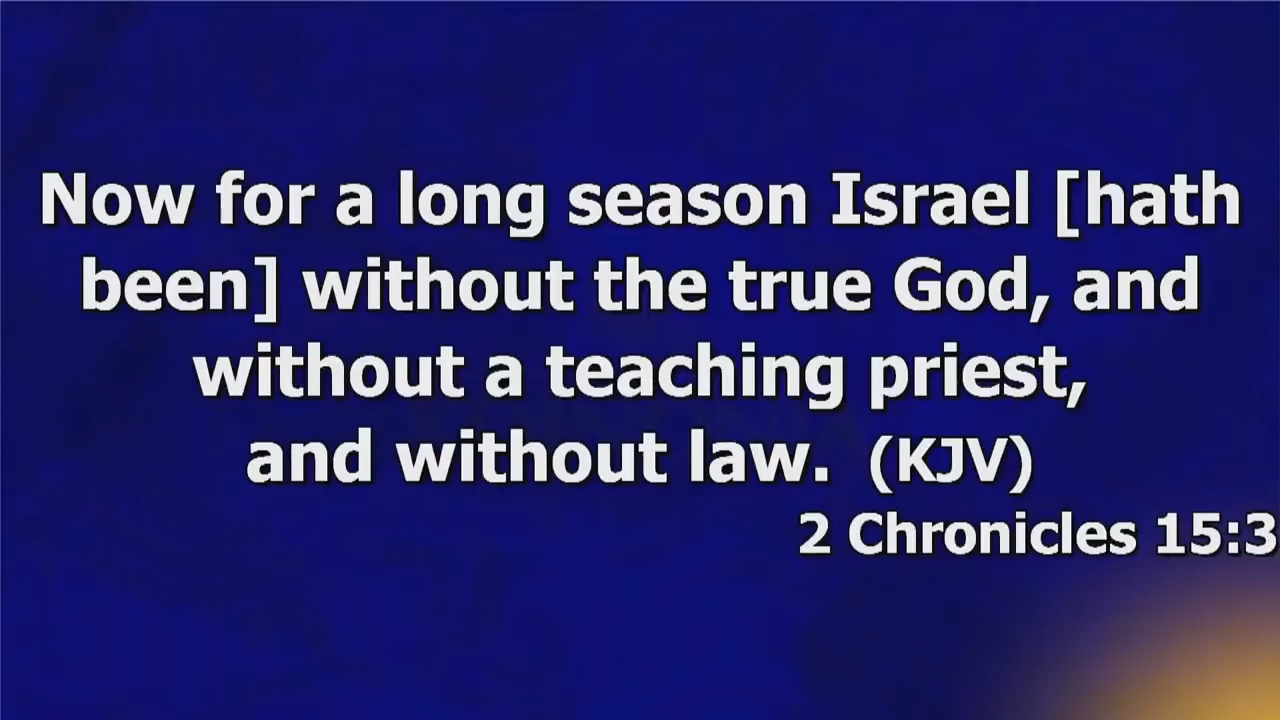 Now for a long season Israel [hath
been] without the true God, and
without a teaching priest,
and without law. (KJV)
2 Chronicles 15:3